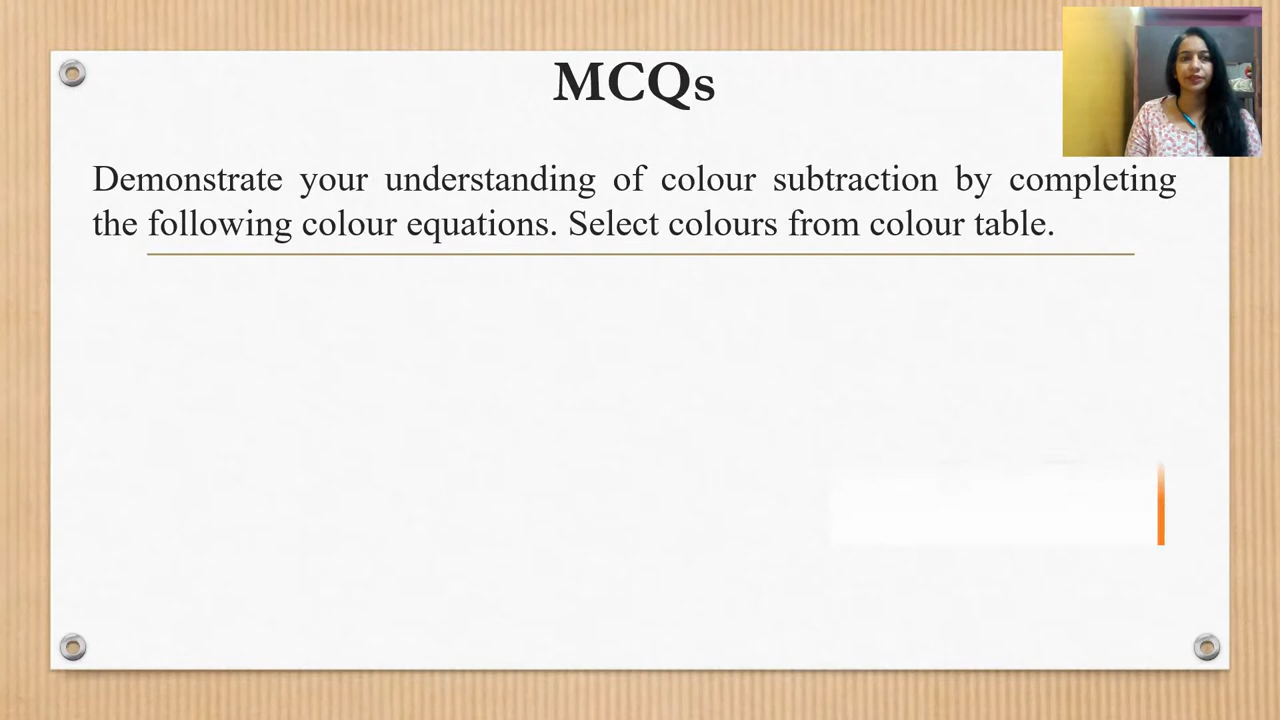 MCQs
Demonstrate your understanding of colour subtraction by completing
the following colour equations. Select colours from colour table.